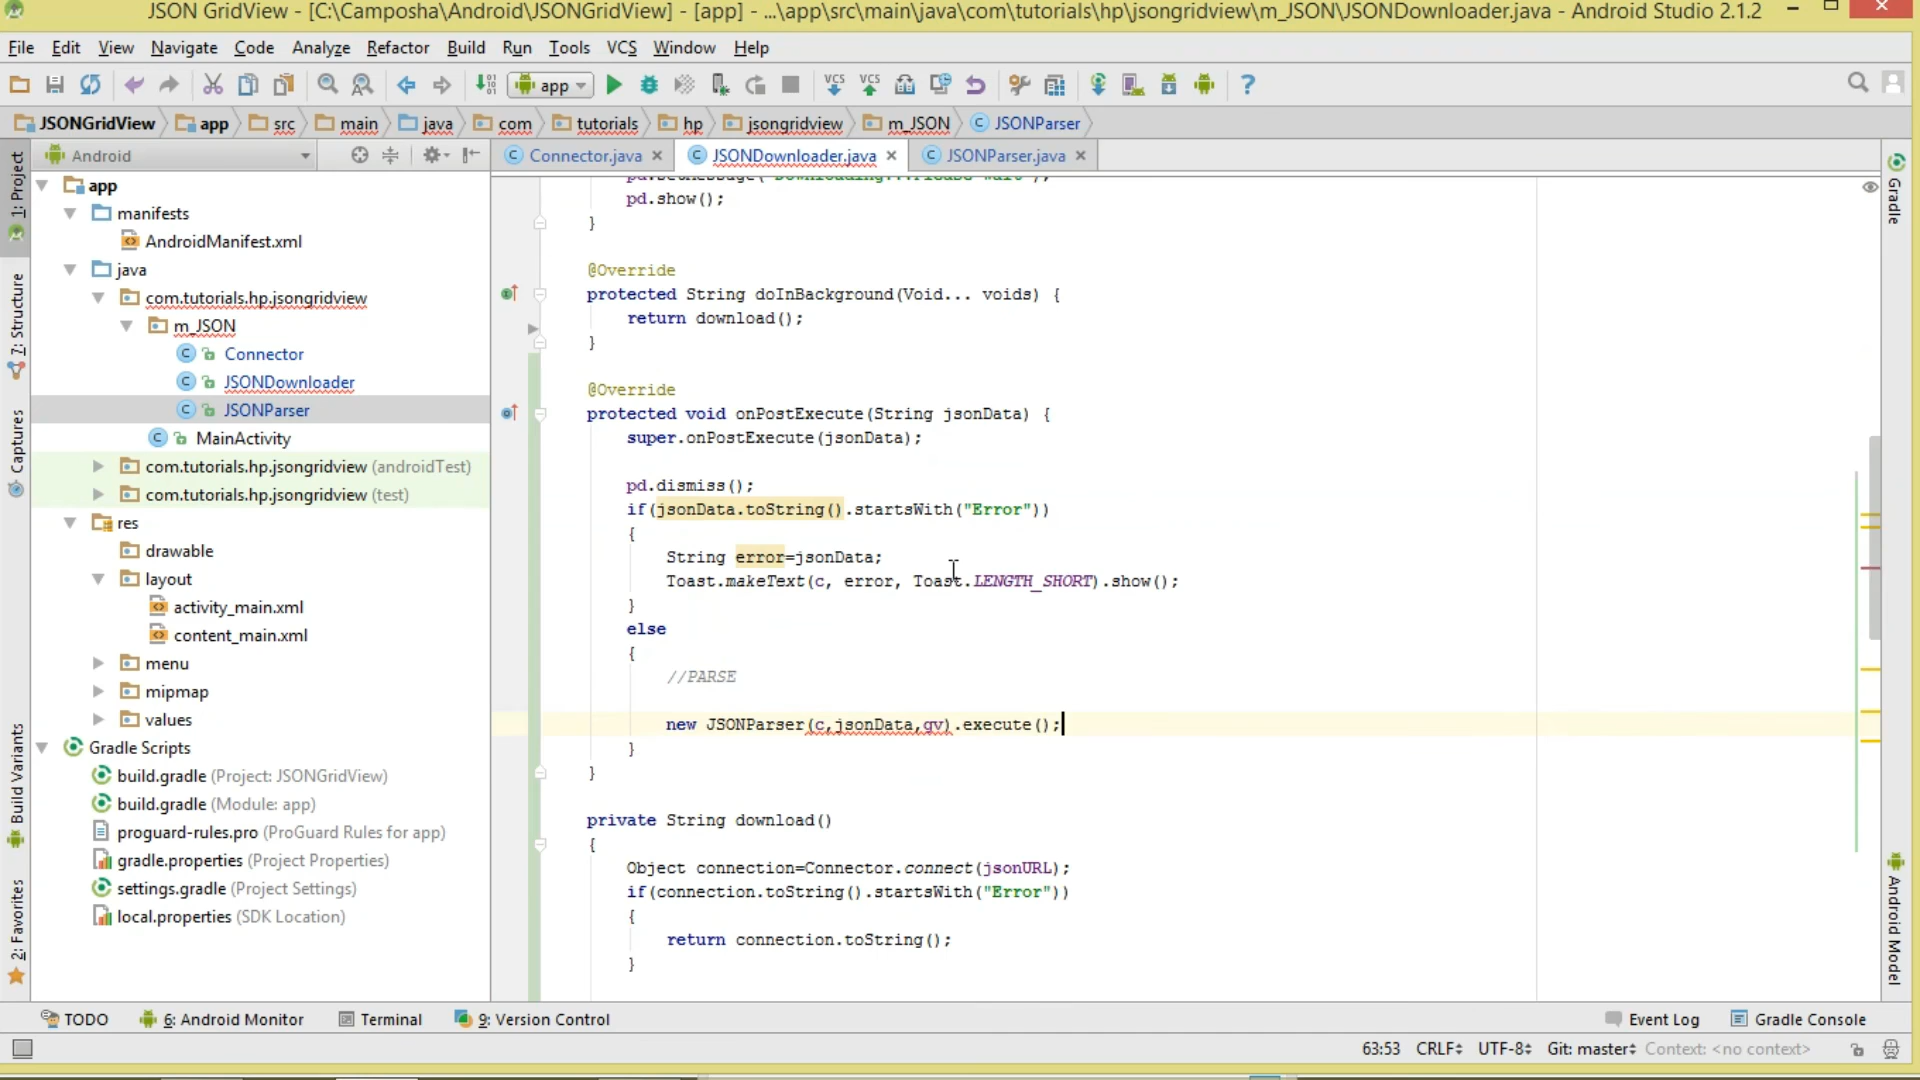 JSON GridView - [C:\Camposha\Android\JSONGridView] - [app] - ...\app\src\main\java\com\tutorials\hp\jsongridview\m_JSON\JSONDownloader.java - Android Studio 2.1.2
File Edit View Navigate Code Analyze Refactor Build Run Tools VCS Window Help
app VCS VCS ?
JSONGridView app src main java com tutorials hp jsongridview m_JSON JSONParser
Android
Connector.java JSONDownloader.java JSONParser.java
1: Project
7: Structure
Captures
Build Variants
2: Favorites
app
manifests
AndroidManifest.xml
java
com.tutorials.hp.jsongridview
m_JSON
Connector
JSONDownloader
JSONParser
MainActivity
com.tutorials.hp.jsongridview (androidTest)
com.tutorials.hp.jsongridview (test)
res
drawable
layout
activity_main.xml
content_main.xml
menu
mipmap
values
Gradle Scripts
build.gradle (Project: JSONGridView)
build.gradle (Module: app)
proguard-rules.pro (ProGuard Rules for app)
gradle.properties (Project Properties)
settings.gradle (Project Settings)
local.properties (SDK Location)
pd.show();
}
@Override
protected String doInBackground(Void... voids) {
return download();
}
@Override
protected void onPostExecute(String jsonData) {
super.onPostExecute(jsonData);
pd.dismiss();
if(jsonData.toString().startsWith("Error"))
{
String error=jsonData;
Toast.makeText(c, error, Toast.LENGTH_SHORT).show();
}
else
{
//PARSE
new JSONParser(c,jsonData,gv).execute();
}
}
private String download()
{
Object connection=Connector.connect(jsonURL);
if(connection.toString().startsWith("Error"))
{
return connection.toString();
}
Gradle
Android Model
TODO 6: Android Monitor Terminal 9: Version Control Event Log Gradle Console
63:53 CRLF UTF-8 Git: master Context: <no context>